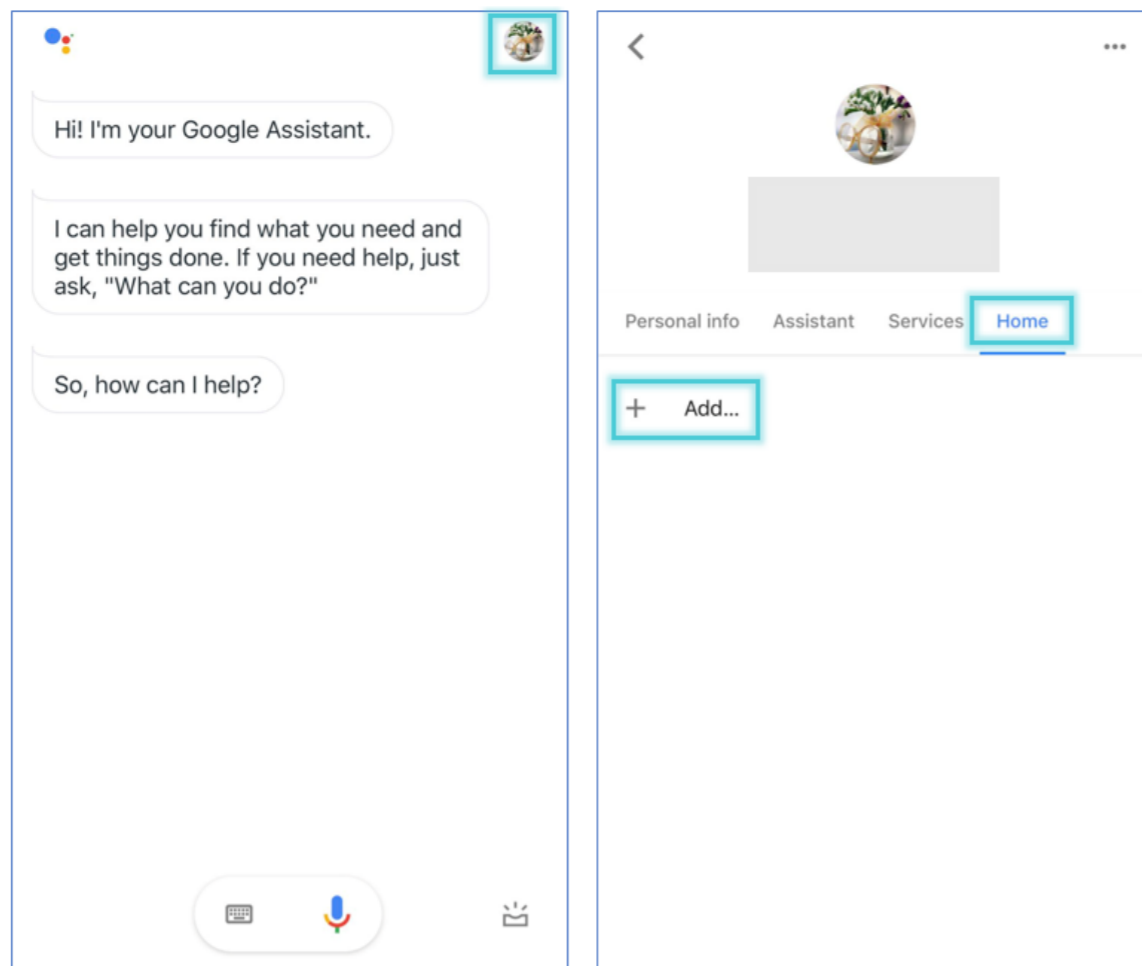 Hi! I'm your Google Assistant.
I can help you find what you need and
get things done. If you need help, just
ask, "What can you do?"
So, how can I help?
Personal info Assistant Services Home
+ Add...